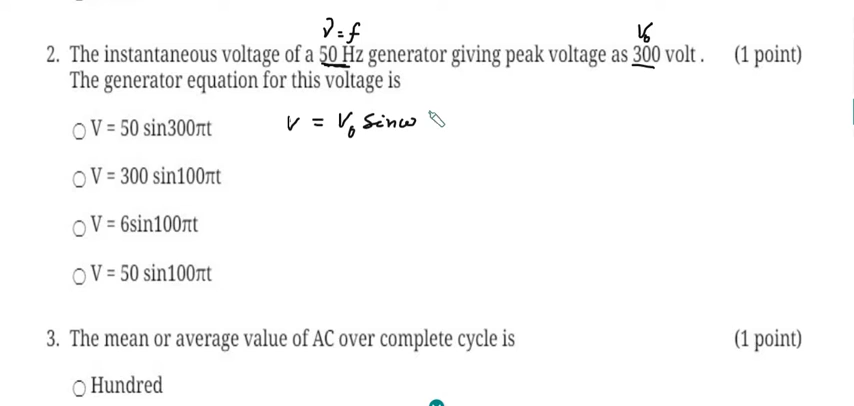 ν = f
V₀
2. The instantaneous voltage of a 50 Hz generator giving peak voltage as 300 volt . (1 point)
The generator equation for this voltage is
V = 50 sin300πt
V = V₀ sinω
V = 300 sin100πt
V = 6sin100πt
V = 50 sin100πt
3. The mean or average value of AC over complete cycle is (1 point)
Hundred